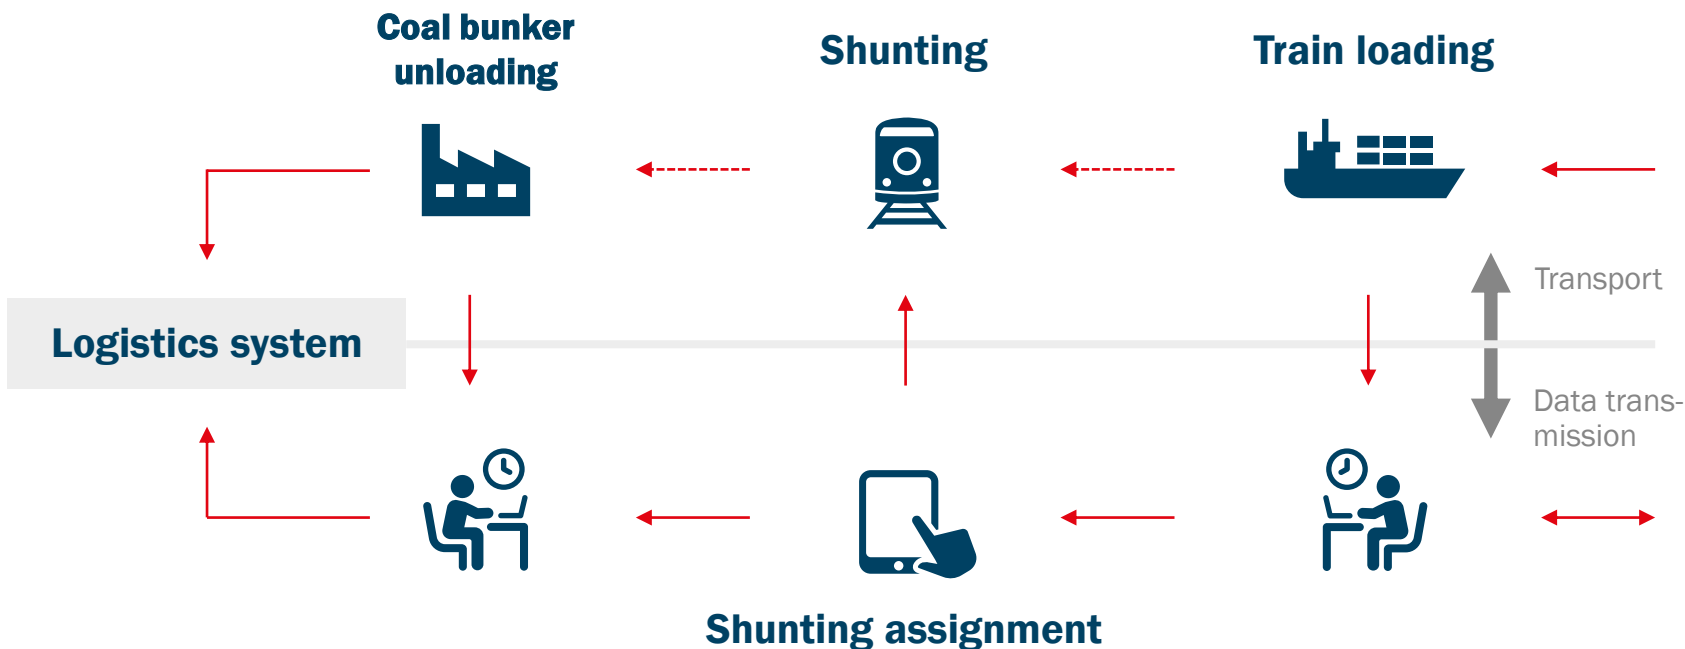 Coal bunker
unloading
Shunting
Train loading
Transport
Logistics system
Data trans-
mission
Shunting assignment